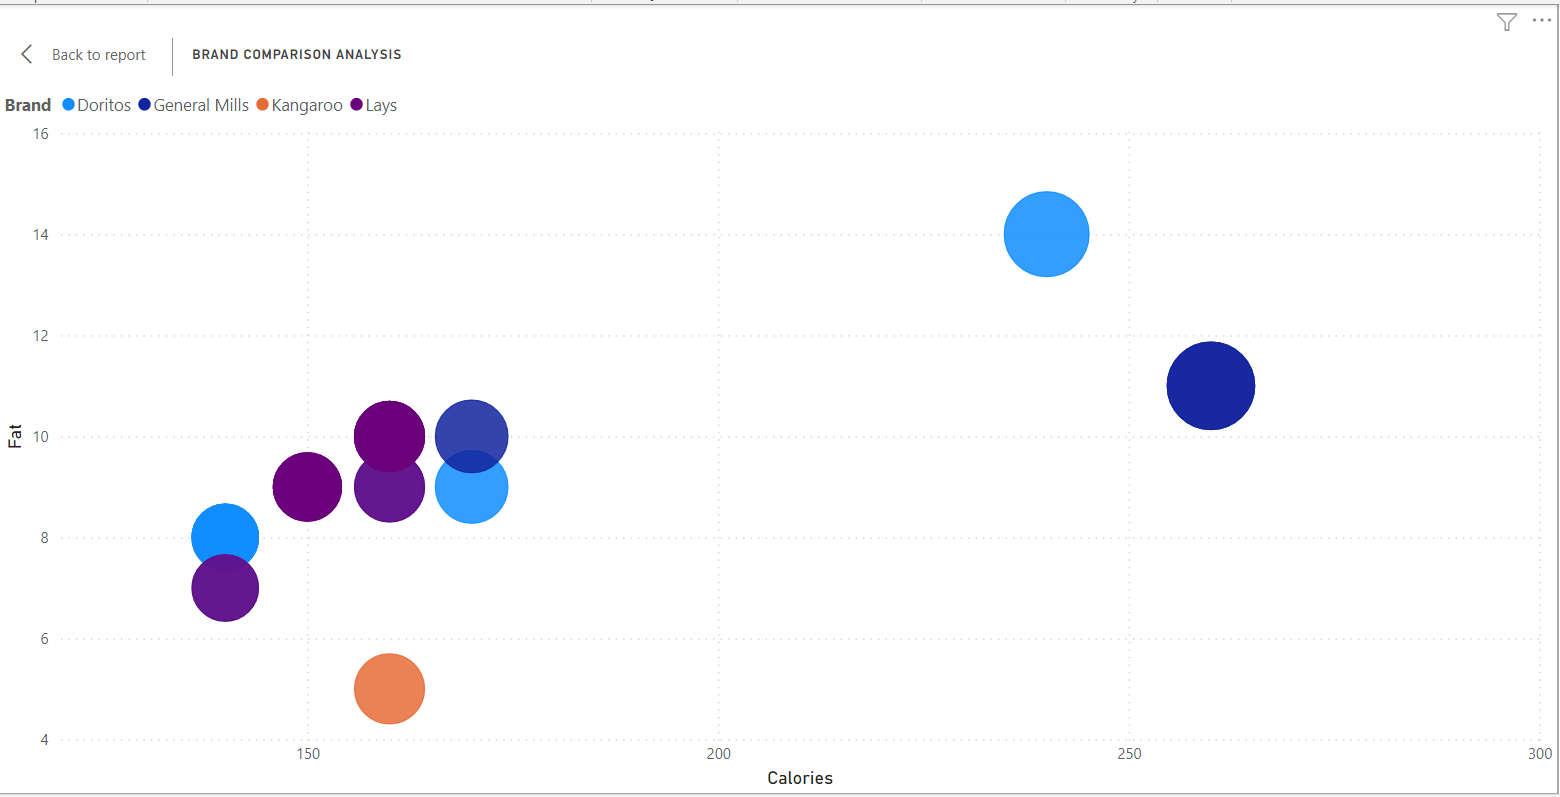 Back to report
BRAND COMPARISON ANALYSIS
Brand Doritos General Mills Kangaroo Lays
16
14
12
10
8
6
4
Fat
150 200 250 300
Calories